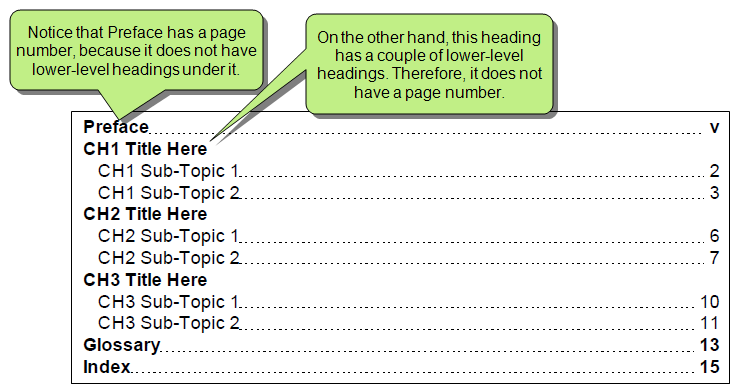 Notice that Preface has a page
number, because it does not have
lower-level headings under it.
On the other hand, this heading
has a couple of lower-level
headings. Therefore, it does not
have a page number.
Preface v
CH1 Title Here
CH1 Sub-Topic 1 2
CH1 Sub-Topic 2 3
CH2 Title Here
CH2 Sub-Topic 1 6
CH2 Sub-Topic 2 7
CH3 Title Here
CH3 Sub-Topic 1 10
CH3 Sub-Topic 2 11
Glossary 13
Index 15